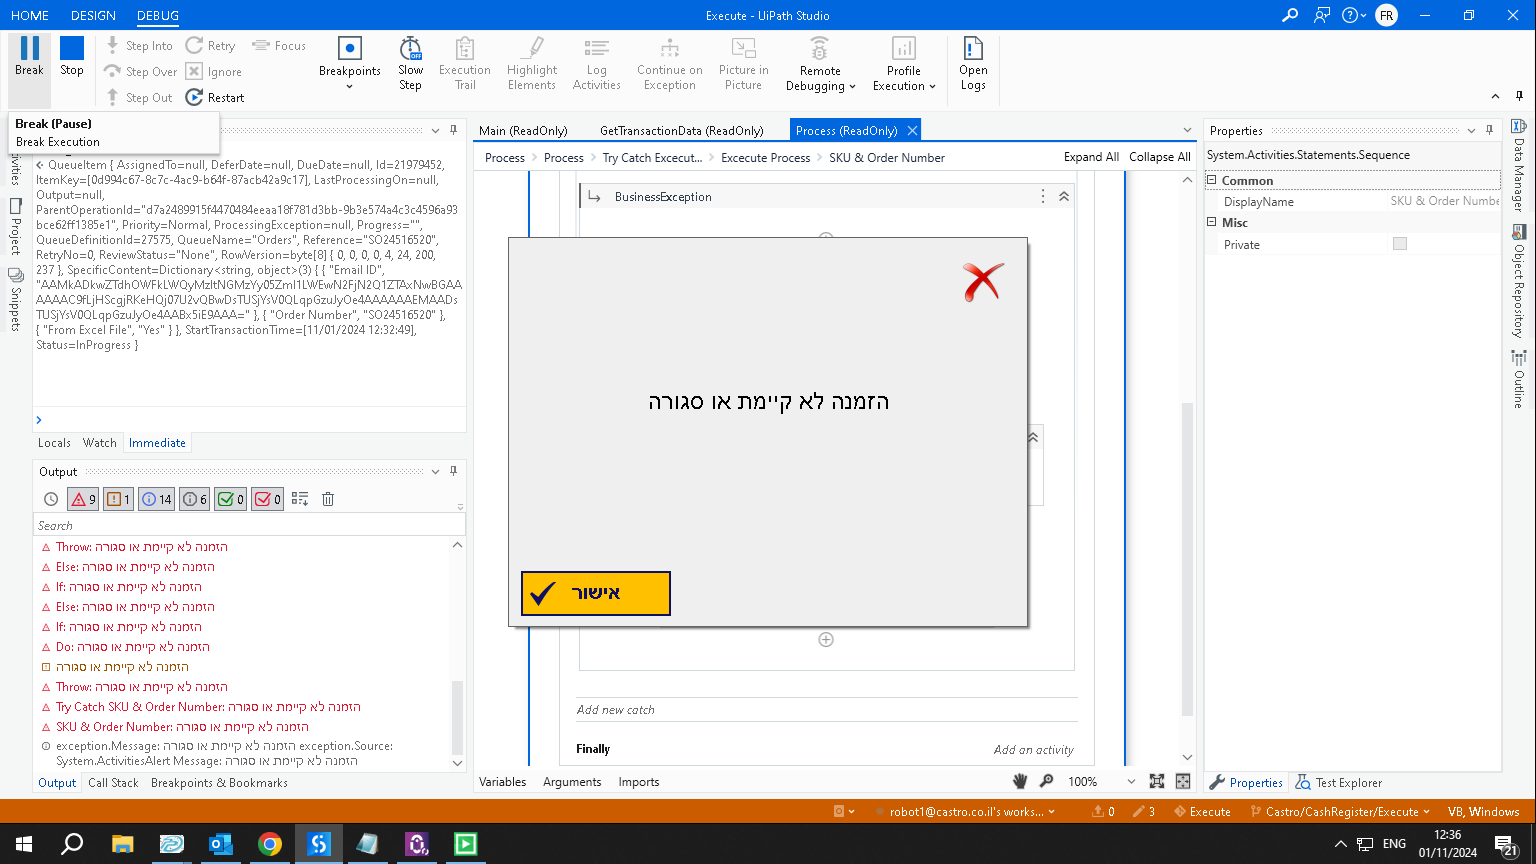 HOME DESIGN DEBUG
Execute - UiPath Studio
FR
Break
Stop
Step Into
Step Over
Step Out
Retry
Ignore
Restart
Focus
Breakpoints
Slow Step
Execution Trail
Highlight Elements
Log Activities
Continue on Exception
Picture in Picture
Remote Debugging
Profile Execution
Open Logs
Break (Pause)
Break Execution
Project
Snippets
QueueItem { AssignedTo=null, DeferDate=null, DueDate=null, Id=21979452,
ItemKey=[0d994c67-8c7c-4ac9-b64f-87acb42a9c17], LastProcessingOn=null,
Output=null,
ParentOperationId="d7a2489915f4470484eeaa18f781d3bb-9b3e574a4c3c4596a93
bce62ff1385e1", Priority=Normal, ProcessingException=null, Progress="",
QueueDefinitionId=27575, QueueName="Orders", Reference="SO24516520",
RetryNo=0, ReviewStatus="None", RowVersion=byte[8] { 0, 0, 0, 0, 4, 24, 200,
237 }, SpecificContent=Dictionary<string, object>(3) { { "Email ID",
{ "Order Number", "SO24516520" },
{ "From Excel File", "Yes" } }, StartTransactionTime=[11/01/2024 12:32:49],
Status=InProgress }
Locals Watch Immediate
Output
9 1 14 6 0 0
Search
Throw: הזמנה לא קיימת או סגורה
Else: הזמנה לא קיימת או סגורה
If: הזמנה לא קיימת או סגורה
Else: הזמנה לא קיימת או סגורה
If: הזמנה לא קיימת או סגורה
Do: הזמנה לא קיימת או סגורה
הזמנה לא קיימת או סגורה
Throw: הזמנה לא קיימת או סגורה
Try Catch SKU & Order Number: הזמנה לא קיימת או סגורה
SKU & Order Number: הזמנה לא קיימת או סגורה
exception.Message: הזמנה לא קיימת או סגורה exception.Source:
System.ActivitiesAlert Message: הזמנה לא קיימת או סגורה
Output Call Stack Breakpoints & Bookmarks
Main (ReadOnly) GetTransactionData (ReadOnly) Process (ReadOnly)
Process Process Try Catch Excecut... Excecute Process SKU & Order Number
Expand All Collapse All
BusinessException
הזמנה לא קיימת או סגורה
אישור
Add new catch
Finally
Add an activity
Variables Arguments Imports
100%
Properties
System.Activities.Statements.Sequence
Common
DisplayName SKU & Order Numbe
Misc
Private
Properties Test Explorer
Data Manager
Object Repository
Outline
robot1@castro.co.il's works... 0 3 Execute Castro/CashRegister/Execute VB, Windows
ENG
12:36
01/11/2024
21